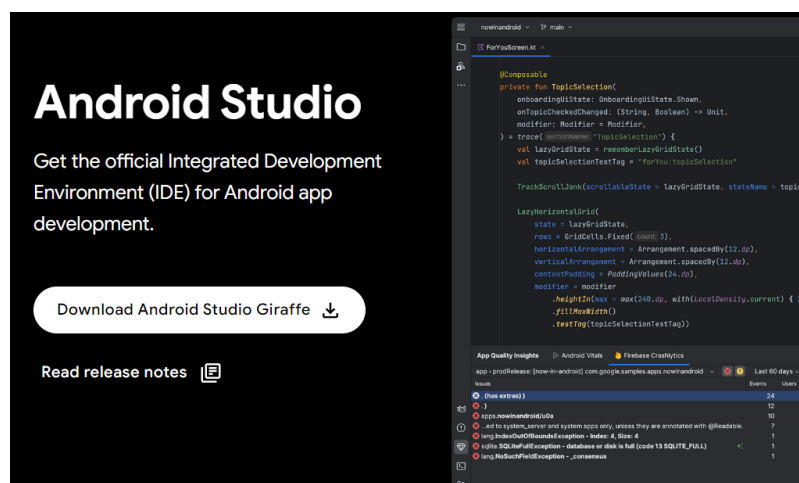 Android Studio
Get the official Integrated Development
Environment (IDE) for Android app
development.
Download Android Studio Giraffe
Read release notes
nowinandroid
main
ForYouScreen.kt
@Composable
private fun TopicSelection(
onboardingUiState: OnboardingUiState.Shown,
onTopicCheckedChanged: (String, Boolean) -> Unit,
modifier: Modifier = Modifier,
) = trace( sectionName: "TopicSelection") {
val lazyGridState = rememberLazyGridState()
val topicSelectionTestTag = "forYou:topicSelection"
TrackScrollJank(scrollableState = lazyGridState, stateName = topic
LazyHorizontalGrid(
state = lazyGridState,
rows = GridCells.Fixed( count: 3),
horizontalArrangement = Arrangement.spacedBy(12.dp),
verticalArrangement = Arrangement.spacedBy(12.dp),
contentPadding = PaddingValues(24.dp),
modifier = modifier
.heightIn(max = max(240.dp, with(LocalDensity.current) {
.fillMaxWidth()
.testTag(topicSelectionTestTag))
App Quality Insights Android Vitals Firebase Crashlytics
app › prodRelease: [now-in-android] com.google.samples.apps.nowinandroid Last 60 days
Issues Events Users
. (has extras) } 24
. } 12
apps.nowinandroid/u0a 10
...ed to system_server and system apps only, unless they are annotated with @Readable. 7
lang.IndexOutOfBoundsException - Index: 4, Size: 4 1
sqlite.SQLiteFullException - database or disk is full (code 13 SQLITE_FULL) 1
lang.NoSuchFieldException - _consensus 1